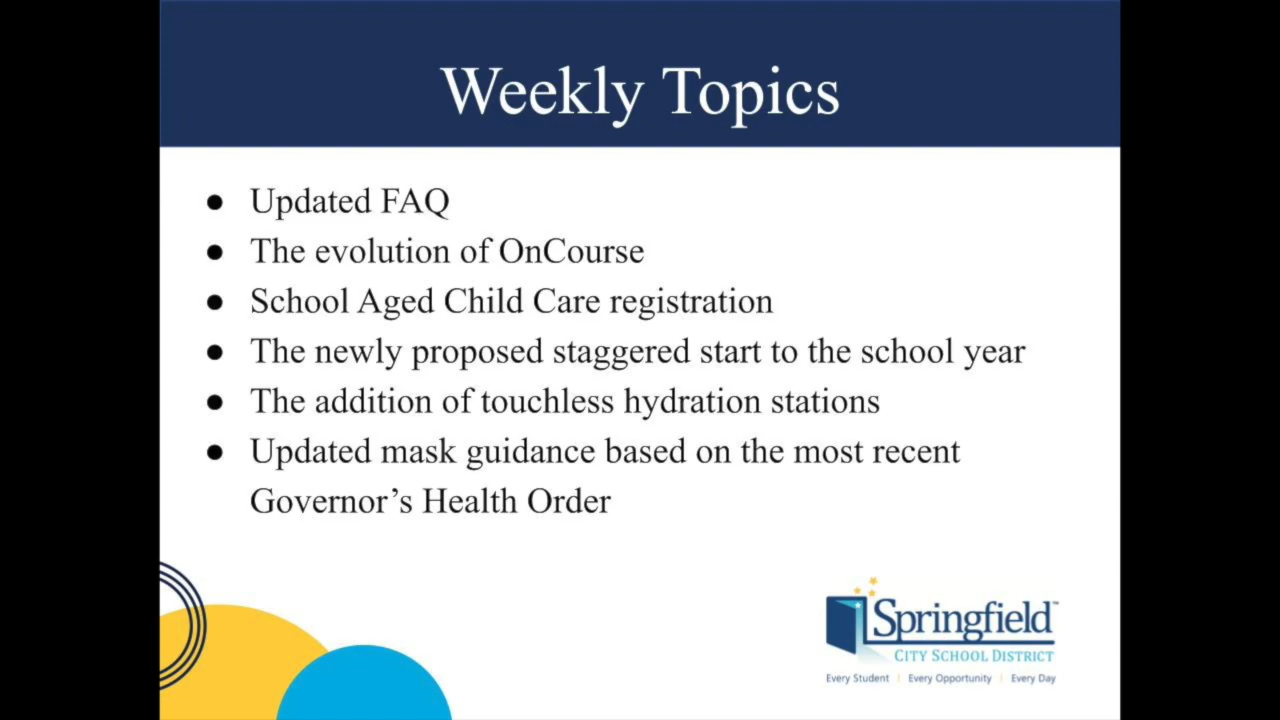 Weekly Topics
● Updated FAQ
● The evolution of OnCourse
● School Aged Child Care registration
● The newly proposed staggered start to the school year
● The addition of touchless hydration stations
● Updated mask guidance based on the most recent
Governor’s Health Order
Springfield™
CITY SCHOOL DISTRICT
Every Student | Every Opportunity | Every Day